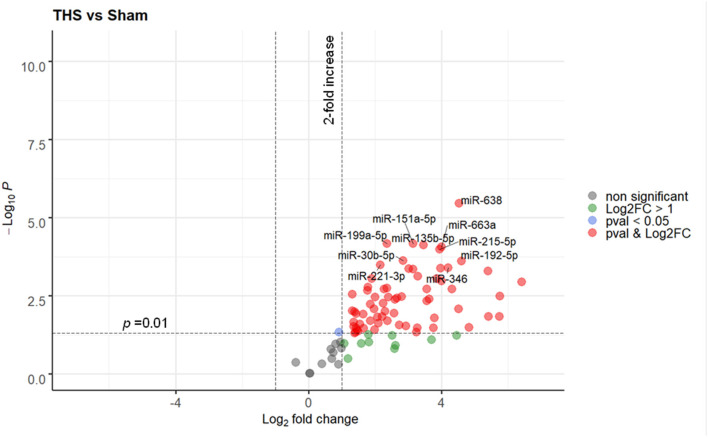 THS vs Sham
2-fold increase
10.0
7.5
5.0
2.5
0.0
− Log10 P
miR-638
miR-151a-5p
miR-663a
miR-199a-5p
miR-135b-5p
miR-215-5p
miR-30b-5p
miR-192-5p
miR-221-3p
miR-346
p =0.01
-4
0
4
Log2 fold change
non significant
Log2FC > 1
pval < 0.05
pval & Log2FC